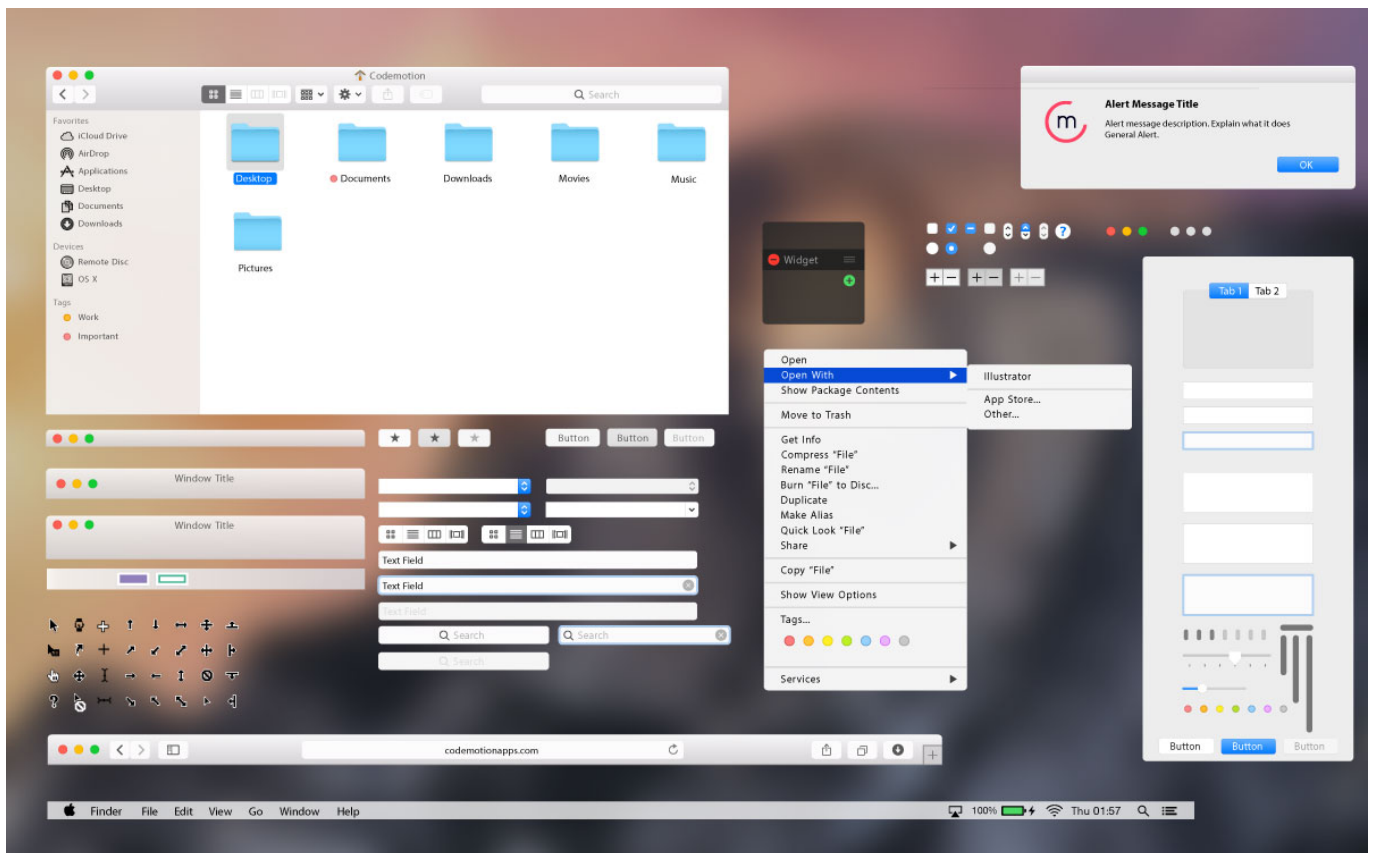 Codemotion
Search
Favorites
iCloud Drive
AirDrop
Applications
Desktop
Documents
Downloads
Devices
Remote Disc
OS X
Tags
Work
Important
Desktop
Documents
Downloads
Movies
Music
Pictures
Alert Message Title
Alert message description. Explain what it does
General Alert.
OK
m
Widget
Tab 1 Tab 2
Open
Open With
Show Package Contents
Move to Trash
Get Info
Compress "File"
Rename "File"
Burn "File" to Disc...
Duplicate
Make Alias
Quick Look "File"
Share
Copy "File"
Show View Options
Tags...
Services
Illustrator
App Store...
Other...
Button Button Button
Window Title
Window Title
Text Field
Text Field
Text Field
Search Search
Search
Button Button Button
codemotionapps.com
Finder File Edit View Go Window Help
100% Thu 01:57